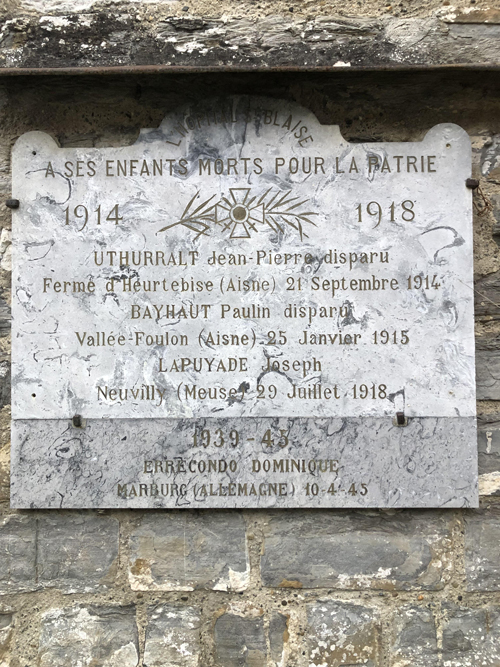 BLAISE
A SES ENFANTS MORTS POUR LA PATRIE
1914 1918
UTHURRALT Jean-Pierre disparu
Ferme d'Heurtebise (Aisne) 21 Septembre 1914
BAYHAUT Paulin disparu
Vallée-Foulon (Aisne) 25 Janvier 1915
LAPUYADE Joseph
Neuvilly (Meuse) 29 Juillet 1918
1939-45
ERRECONDO DOMINIQUE
MARBURG (ALLEMAGNE) 10-4-45